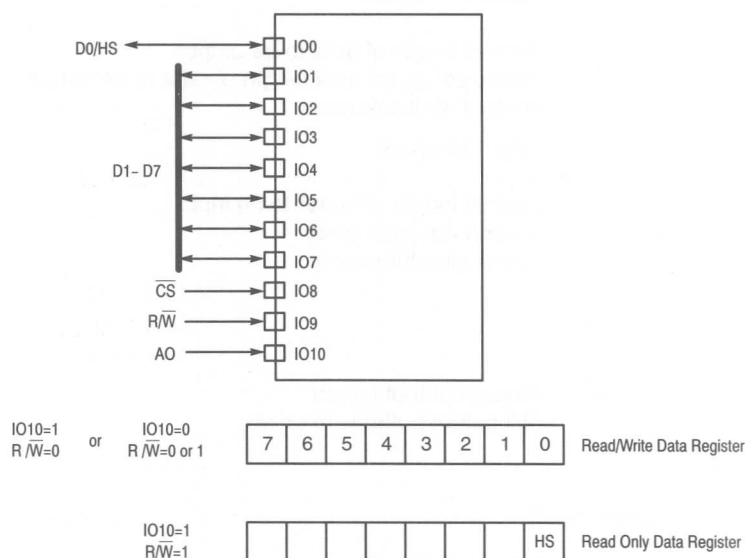 IO0
D0/HS
IO1
IO2
IO3
D1– D7
IO4
IO5
IO6
IO7
CS
IO8
R/W
IO9
AO
IO10
IO10=1
R /W=0
or
IO10=0
R /W=0 or 1
7 6 5 4 3 2 1 0
Read/Write Data Register
IO10=1
R/W=1
HS
Read Only Data Register